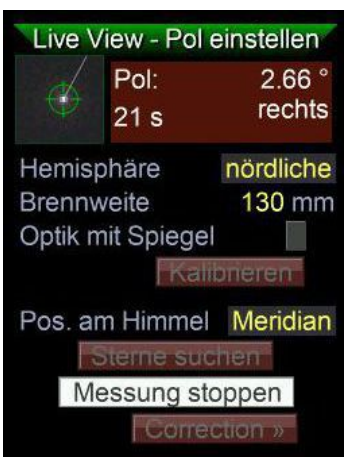 Live View - Pol einstellen
Pol: 2.66 °
21 s rechts
Hemisphäre nördliche
Brennweite 130 mm
Optik mit Spiegel
Kalibrieren
Pos. am Himmel Meridian
Sterne suchen
Messung stoppen
Correction »